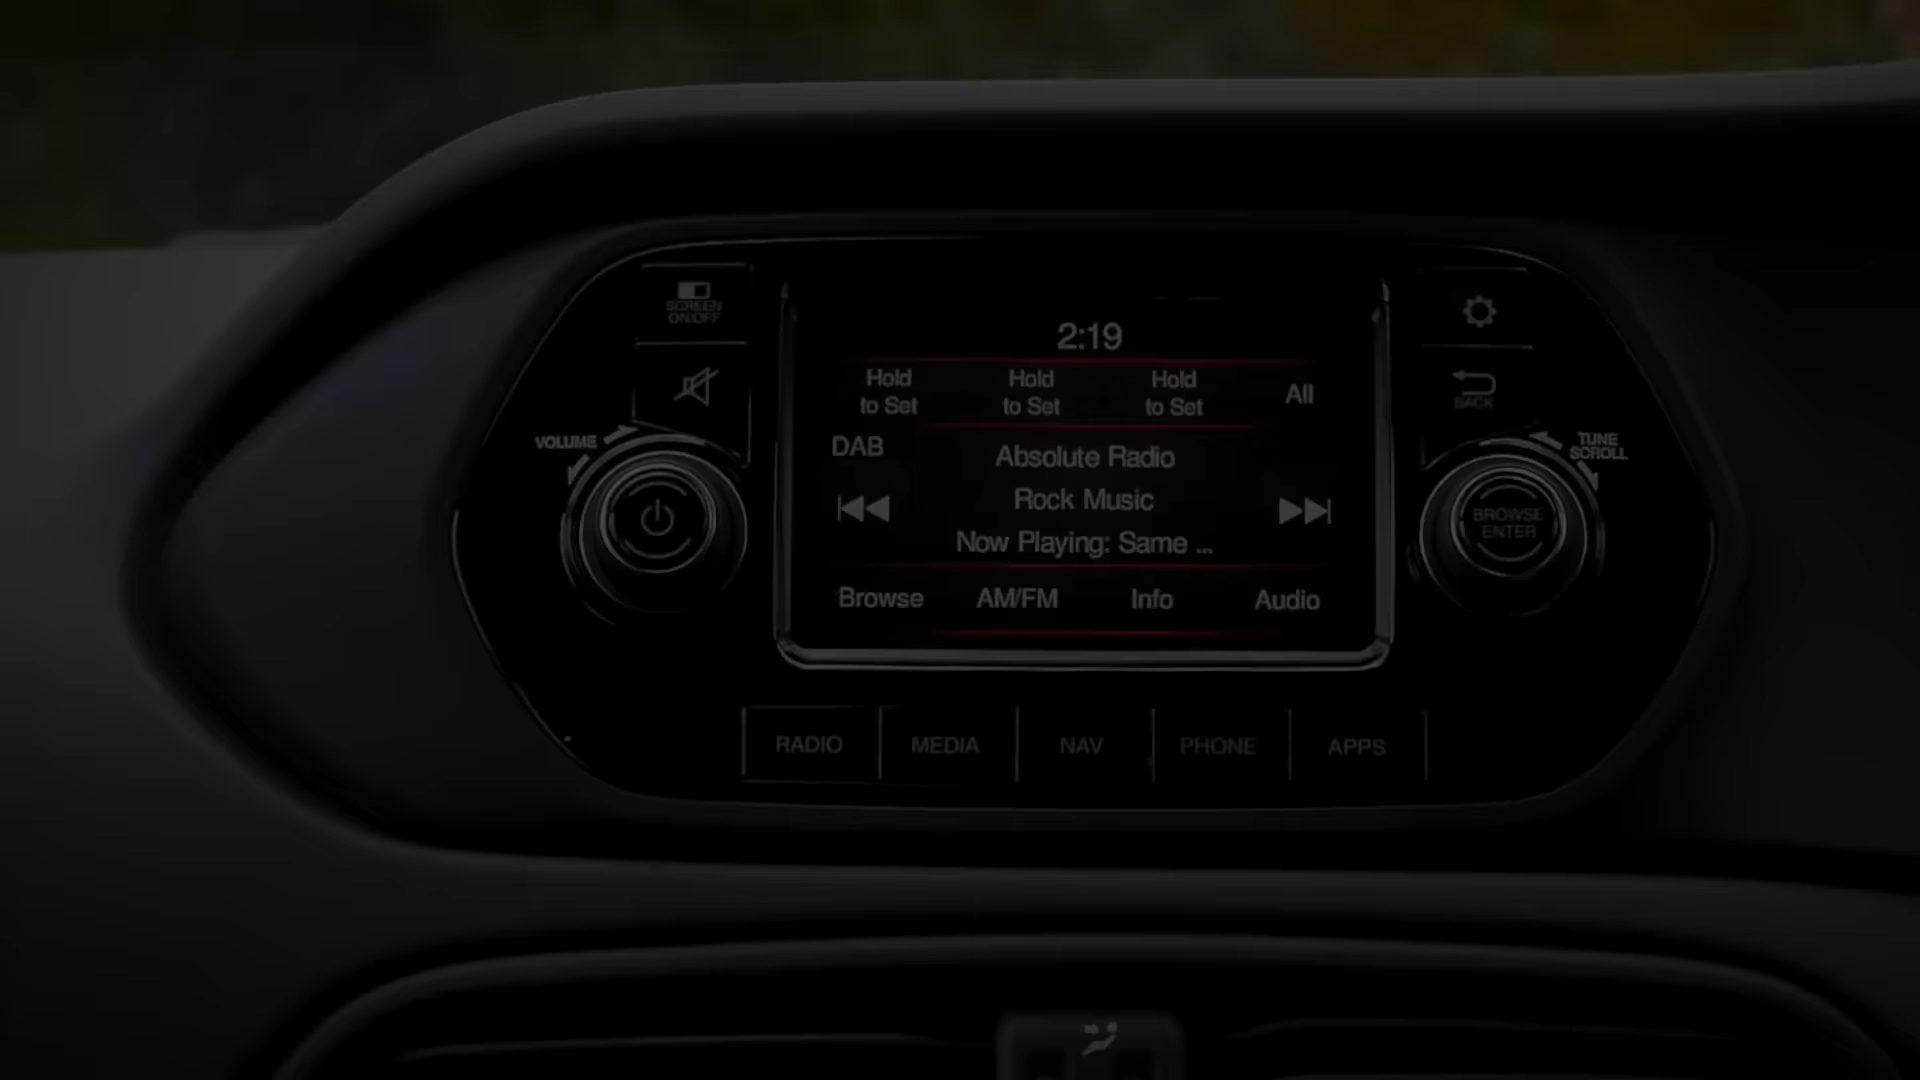 SCREEN
ON/OFF
2:19
Hold
to Set
Hold
to Set
Hold
to Set
All
BACK
VOLUME
TUNE
SCROLL
DAB
Absolute Radio
Rock Music
Now Playing: Same ...
BROWSE
ENTER
Browse
AM/FM
Info
Audio
RADIO
MEDIA
NAV
PHONE
APPS